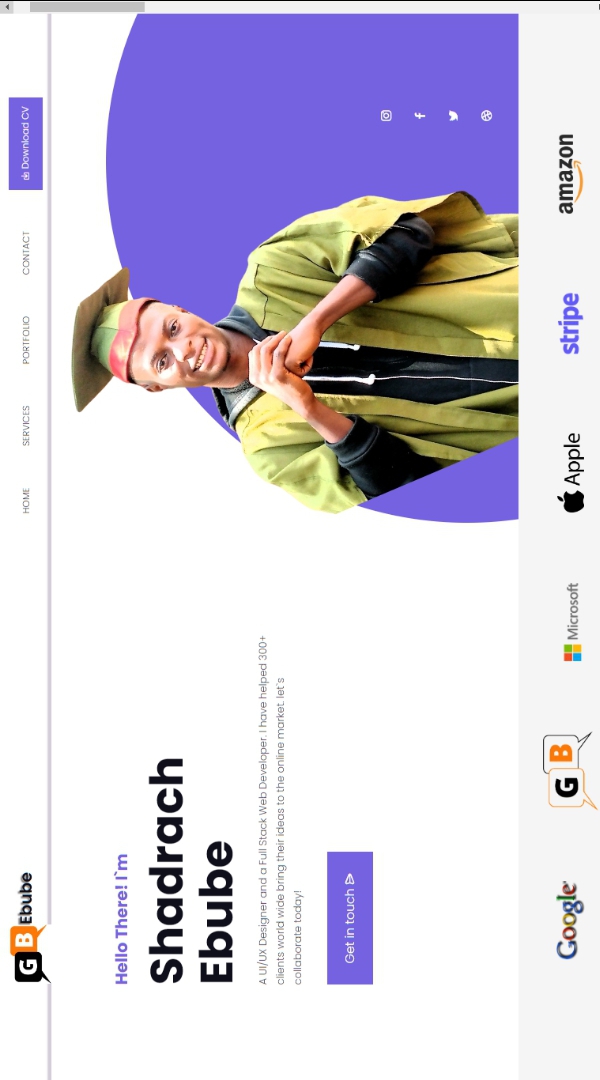 GB Ebube
HOME
SERVICES
PORTFOLIO
CONTACT
Download CV
Hello There! I`m
Shadrach
Ebube
A UI/UX Designer and a Full Stack Web Developer. I have helped 300+
clients world wide bring their ideas to the online market. let`s
collaborate today!
Get in touch
Google
GB
Microsoft
Apple
stripe
amazon